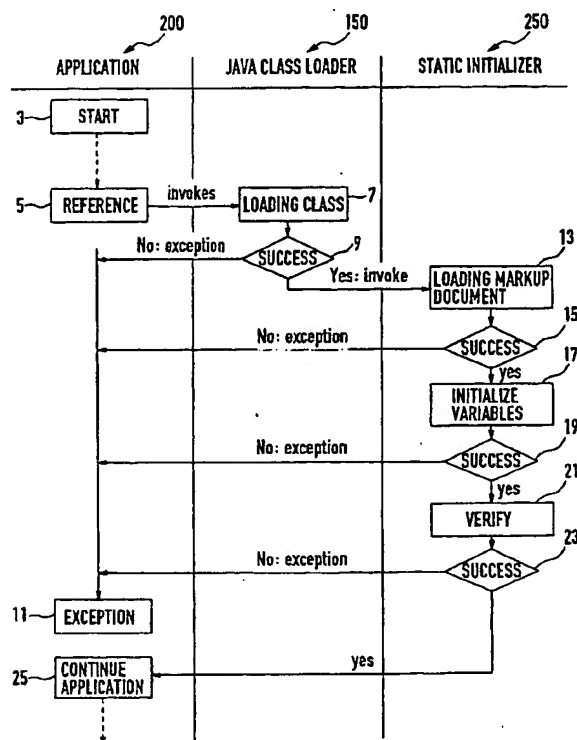 200
150
250
APPLICATION
JAVA CLASS LOADER
STATIC INITIALIZER
3
START
5
REFERENCE
invokes
LOADING CLASS
7
No: exception
SUCCESS
9
Yes: invoke
13
LOADING MARKUP
DOCUMENT
No: exception
SUCCESS
15
yes
17
INITIALIZE
VARIABLES
No: exception
SUCCESS
19
yes
21
VERIFY
No: exception
SUCCESS
23
11
EXCEPTION
yes
25
CONTINUE
APPLICATION